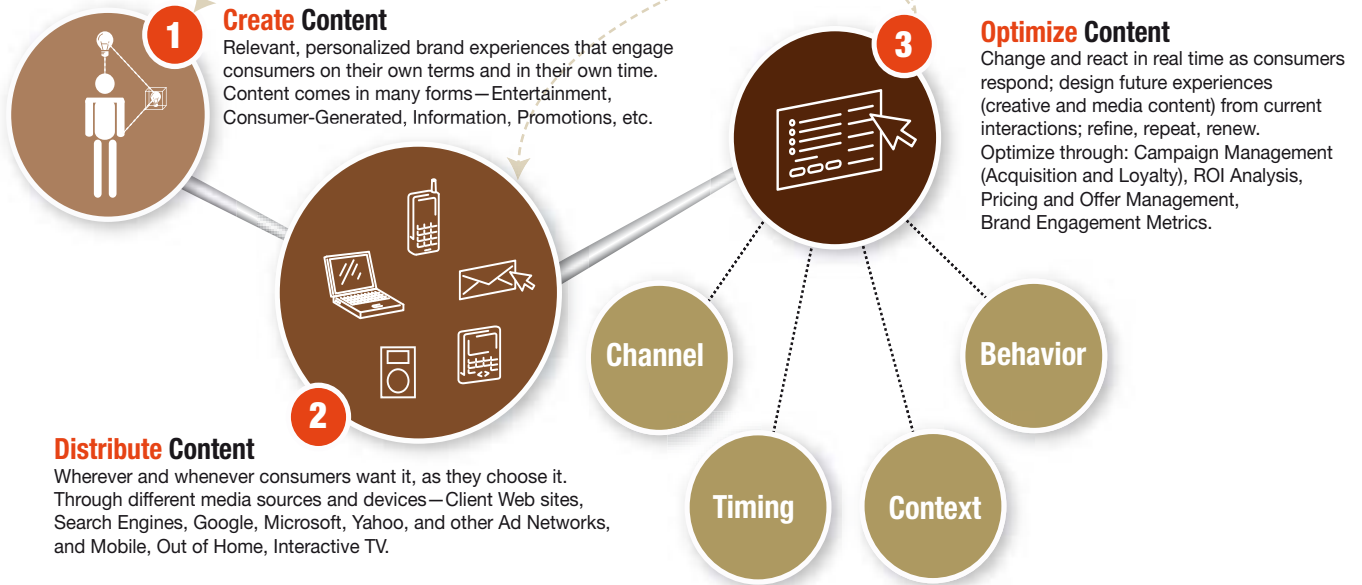 1
Create Content
Relevant, personalized brand experiences that engage
consumers on their own terms and in their own time.
Content comes in many forms—Entertainment,
Consumer-Generated, Information, Promotions, etc.
2
Distribute Content
Wherever and whenever consumers want it, as they choose it.
Through different media sources and devices—Client Web sites,
Search Engines, Google, Microsoft, Yahoo, and other Ad Networks,
and Mobile, Out of Home, Interactive TV.
3
Optimize Content
Change and react in real time as consumers
respond; design future experiences
(creative and media content) from current
interactions; refine, repeat, renew.
Optimize through: Campaign Management
(Acquisition and Loyalty), ROI Analysis,
Pricing and Offer Management,
Brand Engagement Metrics.
Channel
Timing
Context
Behavior